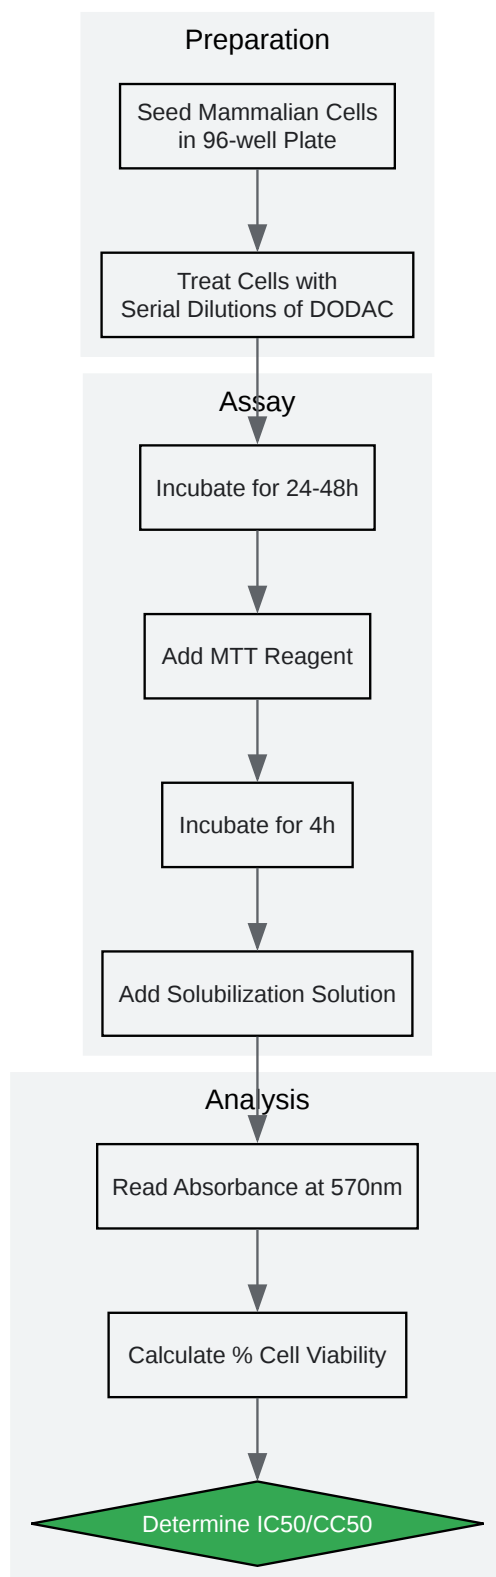 Preparation
Seed Mammalian Cells
in 96-well Plate
Treat Cells with
Serial Dilutions of DODAC
Assay
Incubate for 24-48h
Add MTT Reagent
Incubate for 4h
Add Solubilization Solution
Analysis
Read Absorbance at 570nm
Calculate % Cell Viability
Determine IC50/CC50